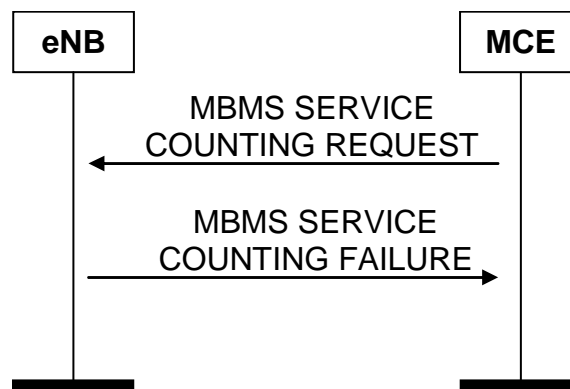 eNB
MCE
MBMS SERVICE
COUNTING REQUEST
MBMS SERVICE
COUNTING FAILURE